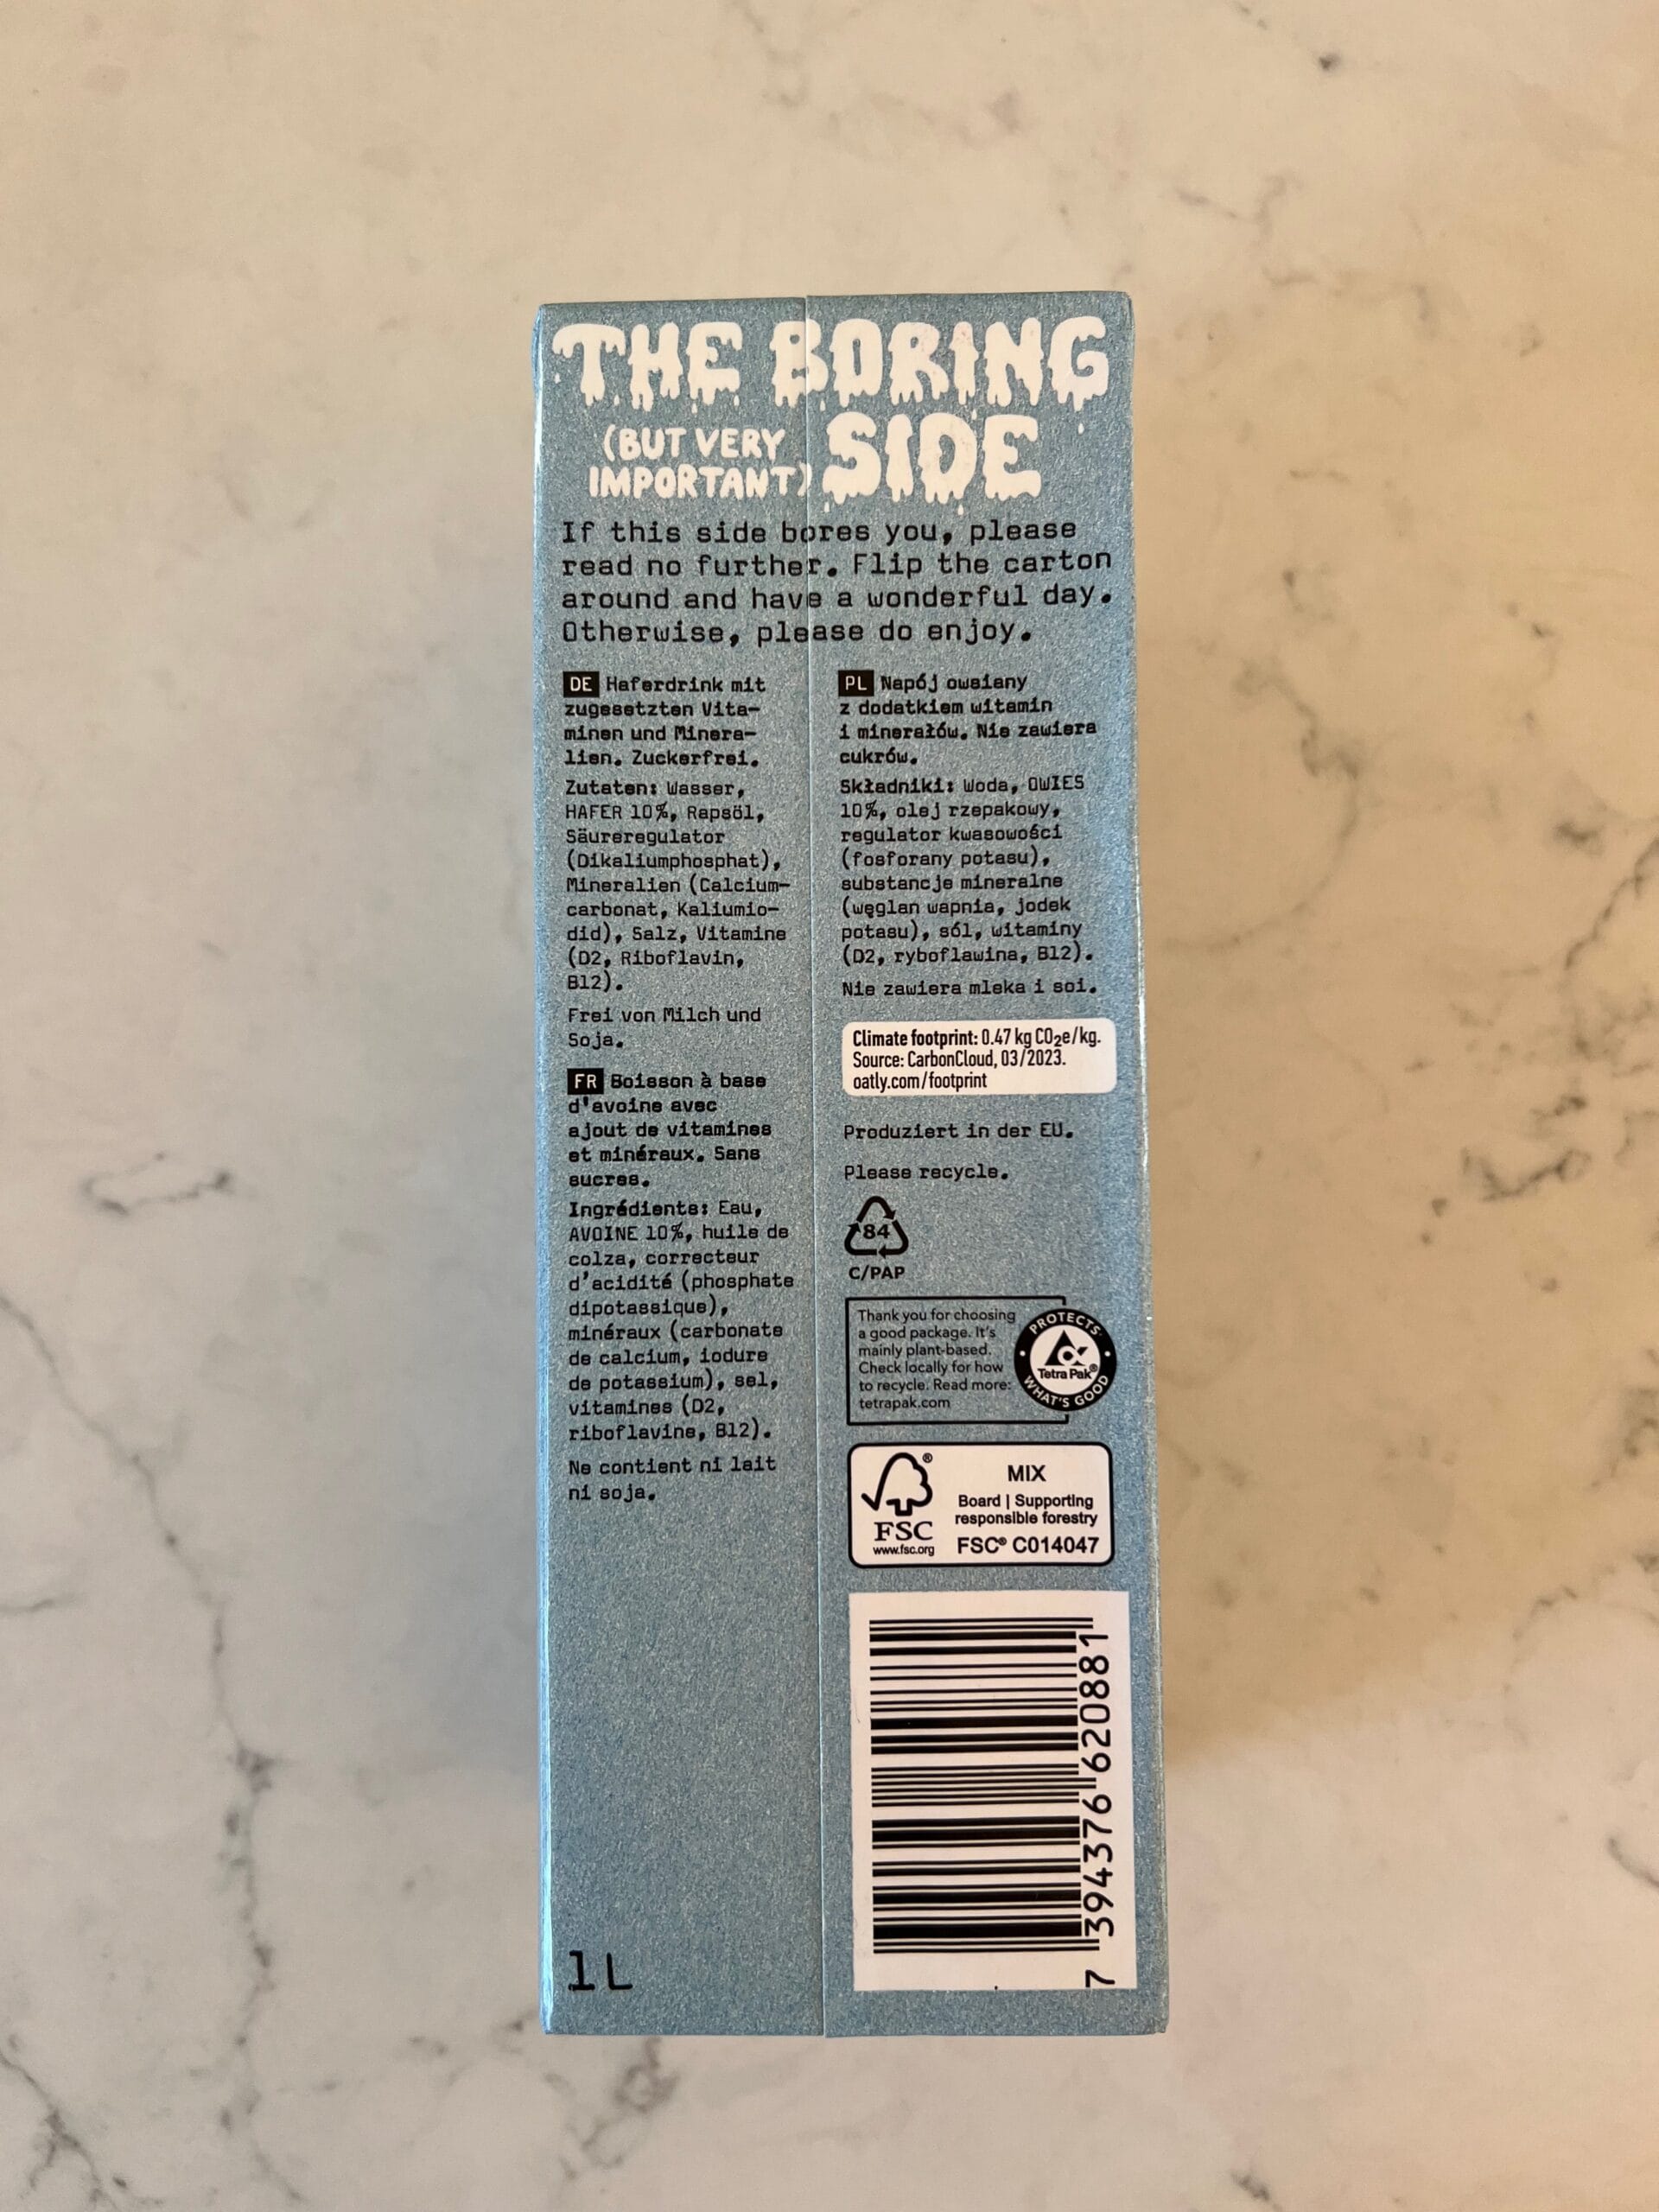 THE BORING
(BUT VERY
IMPORTANT) SIDE
If this side bores you, please
read no further. Flip the carton
around and have a wonderful day.
Otherwise, please do enjoy.
DE Haferdrink mit
zugesetzten Vita-
minen und Minera-
lien. Zuckerfrei.
Zutaten: Wasser,
HAFER 10%, Rapsöl,
Säureregulator
(Dikaliumphosphat),
Mineralien (Calcium-
carbonat, Kaliumio-
did), Salz, Vitamine
(D2, Riboflavin,
B12).
Frei von Milch und
Soja.
FR Boisson à base
d'avoine avec
ajout de vitamines
et minéraux. Sans
sucres.
Ingrédients: Eau,
AVOINE 10%, huile de
colza, correcteur
d'acidité (phosphate
dipotassique),
minéraux (carbonate
de calcium, iodure
de potassium), sel,
vitamines (D2,
riboflavine, B12).
Ne contient ni lait
ni soja.
1L
PL Napój owsiany
z dodatkiem witamin
i minerałów. Nie zawiera
cukrów.
Składniki: Woda, OWIES
10%, olej rzepakowy,
regulator kwasowości
(fosforany potasu),
substancje mineralne
(węglan wapnia, jodek
potasu), sól, witaminy
(D2, ryboflawina, B12).
Nie zawiera mleka i soi.
Climate footprint: 0.47 kg CO₂e/kg.
Source: CarbonCloud, 03/2023.
oatly.com/footprint
Produziert in der EU.
Please recycle.
84
C/PAP
Thank you for choosing
a good package. It's
mainly plant-based.
Check locally for how
to recycle. Read more:
tetrapak.com
PROTECTS
Tetra Pak®
WHAT'S GOOD
®
FSC
www.fsc.org
MIX
Board | Supporting
responsible forestry
FSC® C014047
7 394376 620881